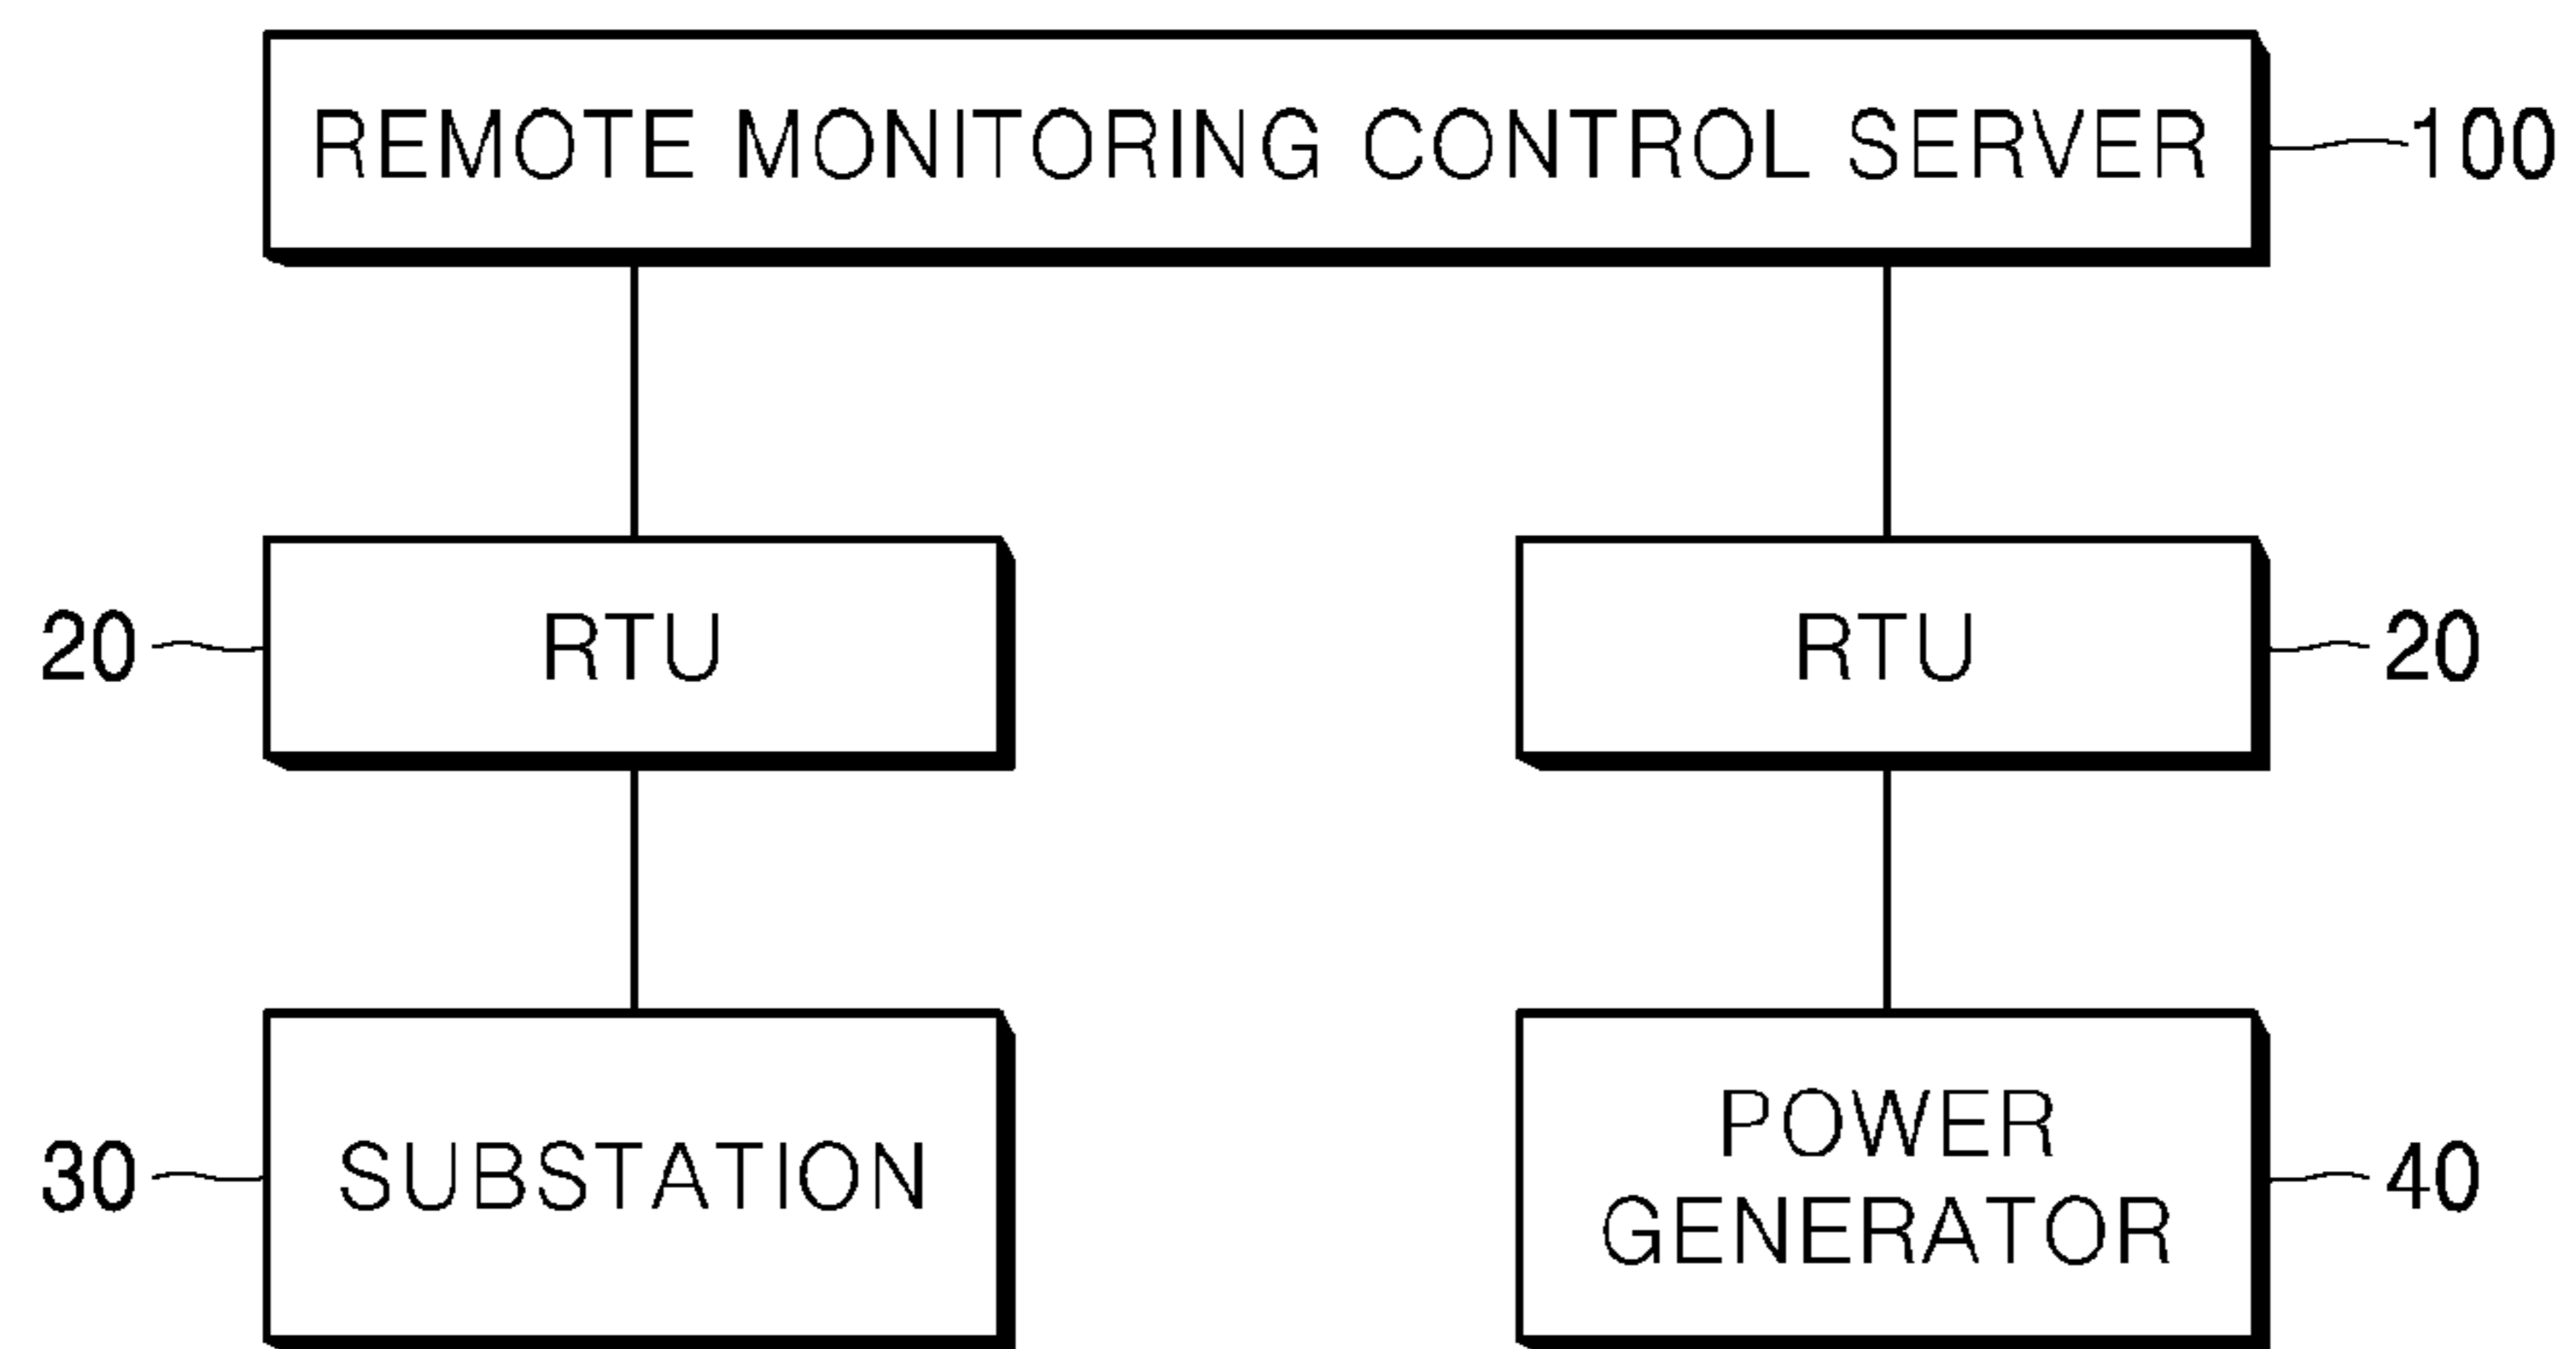 REMOTE MONITORING CONTROL SERVER 100
20 RTU RTU 20
30 SUBSTATION
POWER
GENERATOR
40